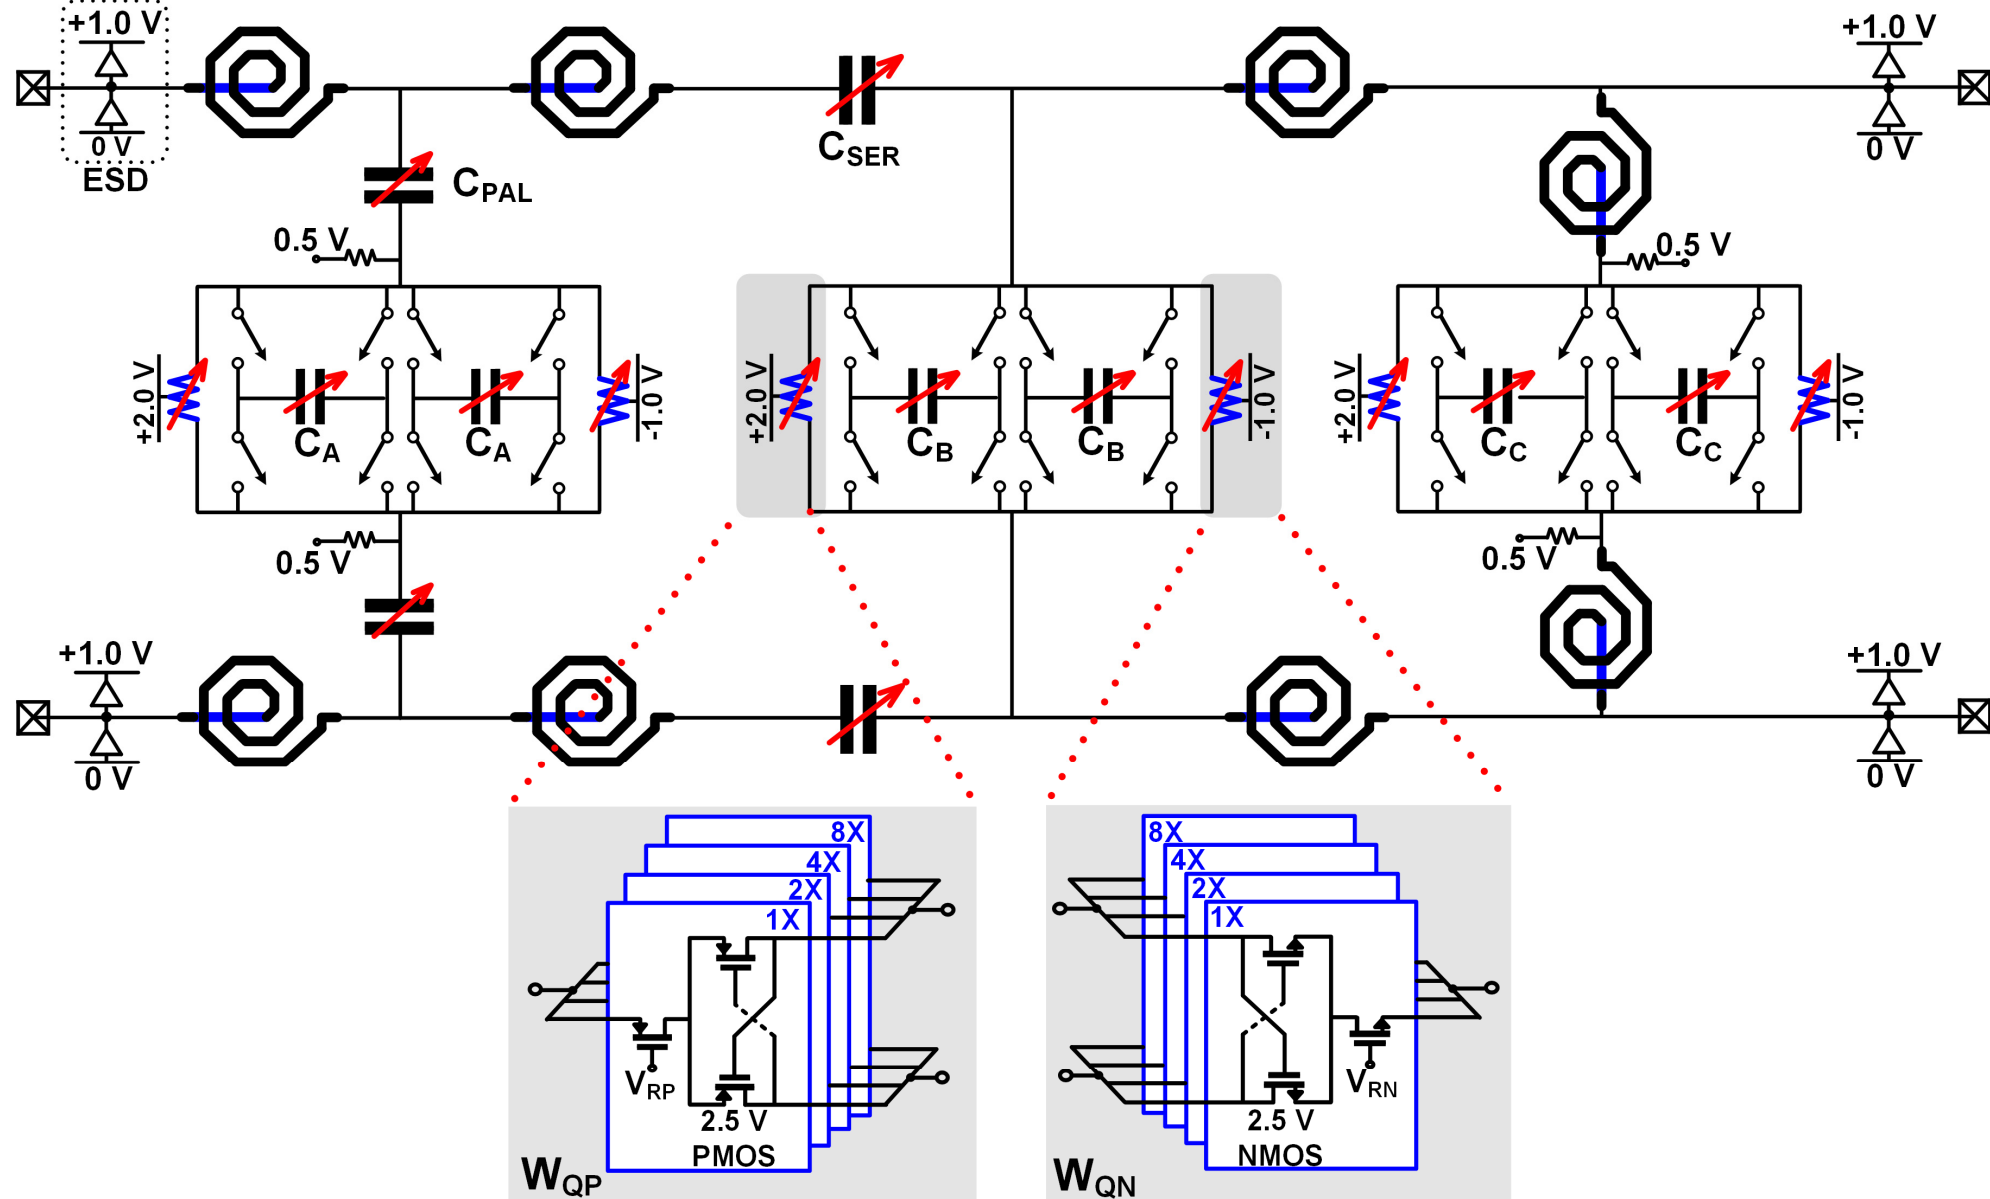 +1.0 V
+1.0 V
0 V
ESD
0 V
C_SER
C_PAL
0.5 V
0.5 V
+2.0 V
C_A
C_A
-1.0 V
+2.0 V
C_B
C_B
-1.0 V
+2.0 V
C_C
C_C
-1.0 V
0.5 V
0.5 V
+1.0 V
+1.0 V
0 V
0 V
8X
4X
2X
1X
V_RP
2.5 V
PMOS
W_QP
8X
4X
2X
1X
V_RN
2.5 V
NMOS
W_QN